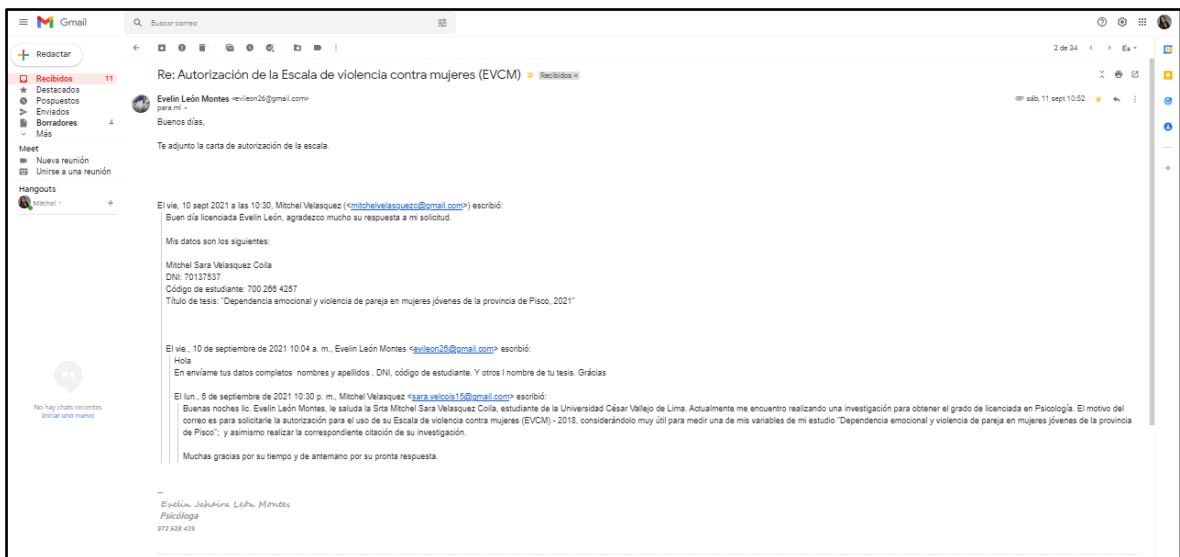 Gmail
Buscar correo
Redactar
2 de 34
Es
Recibidos 11
Destacados
Pospuestos
Enviados
Borradores 4
Más
Meet
Nueva reunión
Unirse a una reunión
Hangouts
Mitchel
No hay chats recientes
Iniciar uno nuevo
Re: Autorización de la Escala de violencia contra mujeres (EVCM) Recibidos x
Evelin León Montes <evileon26@gmail.com> sáb, 11 sept 10:52
para mí
Buenos días,
Te adjunto la carta de autorización de la escala.
El vie, 10 sept 2021 a las 10:30, Mitchel Velasquez (<mitchelvelasquezc@gmail.com>) escribió:
Buen día licenciada Evelin León, agradezco mucho su respuesta a mi solicitud.
Mis datos son los siguientes:
Mitchel Sara Velasquez Coila
DNI: 70137537
Código de estudiante: 700 266 4257
Título de tesis: "Dependencia emocional y violencia de pareja en mujeres jóvenes de la provincia de Pisco, 2021"
El vie., 10 de septiembre de 2021 10:04 a. m., Evelin León Montes <evileon26@gmail.com> escribió:
Hola
En envíame tus datos completos nombres y apellidos , DNI, código de estudiante. Y otros l nombre de tu tesis. Grácias
El lun., 6 de septiembre de 2021 10:30 p. m., Mitchel Velasquez <sara.velcois15@gmail.com> escribió:
Buenas noches lic. Evelin León Montes, le saluda la Srta Mitchel Sara Velasquez Coila, estudiante de la Universidad César Vallejo de Lima. Actualmente me encuentro realizando una investigación para obtener el grado de licenciada en Psicología. El motivo del
correo es para solicitarle la autorización para el uso de su Escala de violencia contra mujeres (EVCM) - 2018, considerándolo muy útil para medir una de mis variables de mi estudio "Dependencia emocional y violencia de pareja en mujeres jóvenes de la provincia
de Pisco"; y asimismo realizar la correspondiente citación de su investigación.
Muchas gracias por su tiempo y de antemano por su pronta respuesta.
--
Evelin Jahaira León Montes
Psicóloga
972 628 439